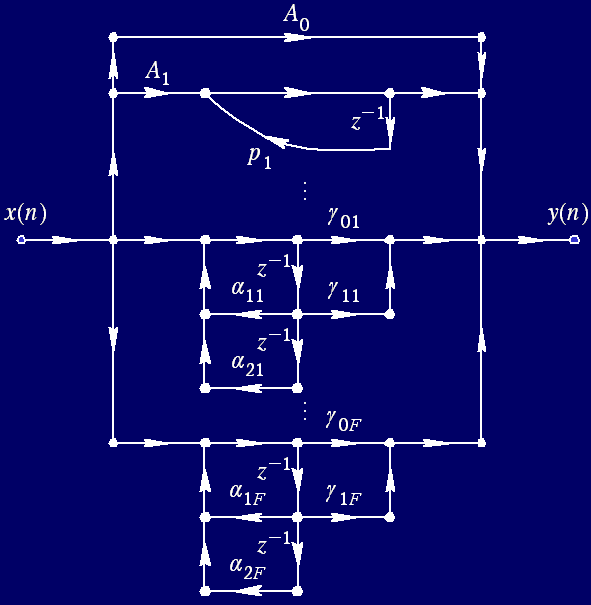 A₀
A₁
z⁻¹
p₁
⋮
x(n)
γ₀₁
y(n)
z⁻¹
α₁₁
γ₁₁
z⁻¹
α₂₁
⋮
γ₀F
z⁻¹
α₁F
γ₁F
z⁻¹
α₂F